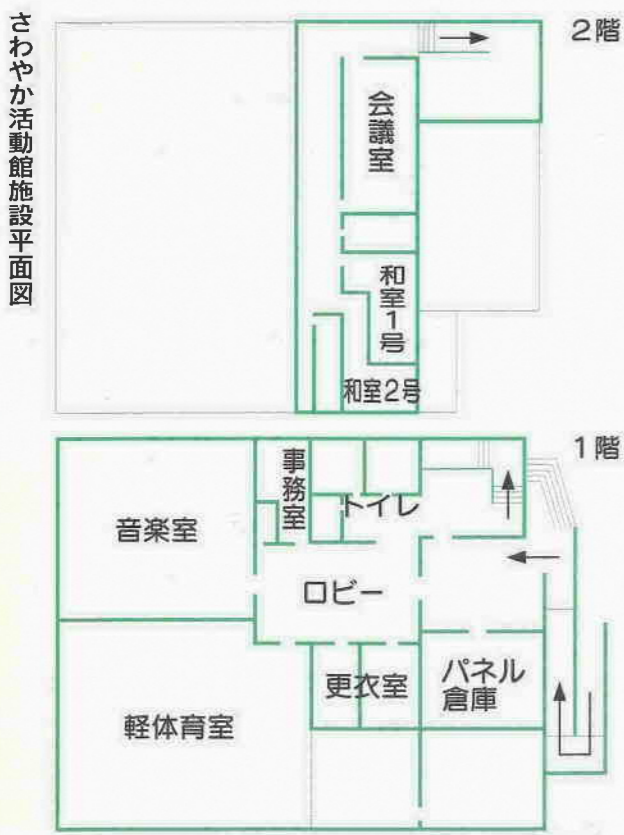 さわやか活動館施設平面図
2階
会議室
和室1号
和室2号
1階
事務室
トイレ
音楽室
ロビー
更衣室
パネル
倉庫
軽体育室